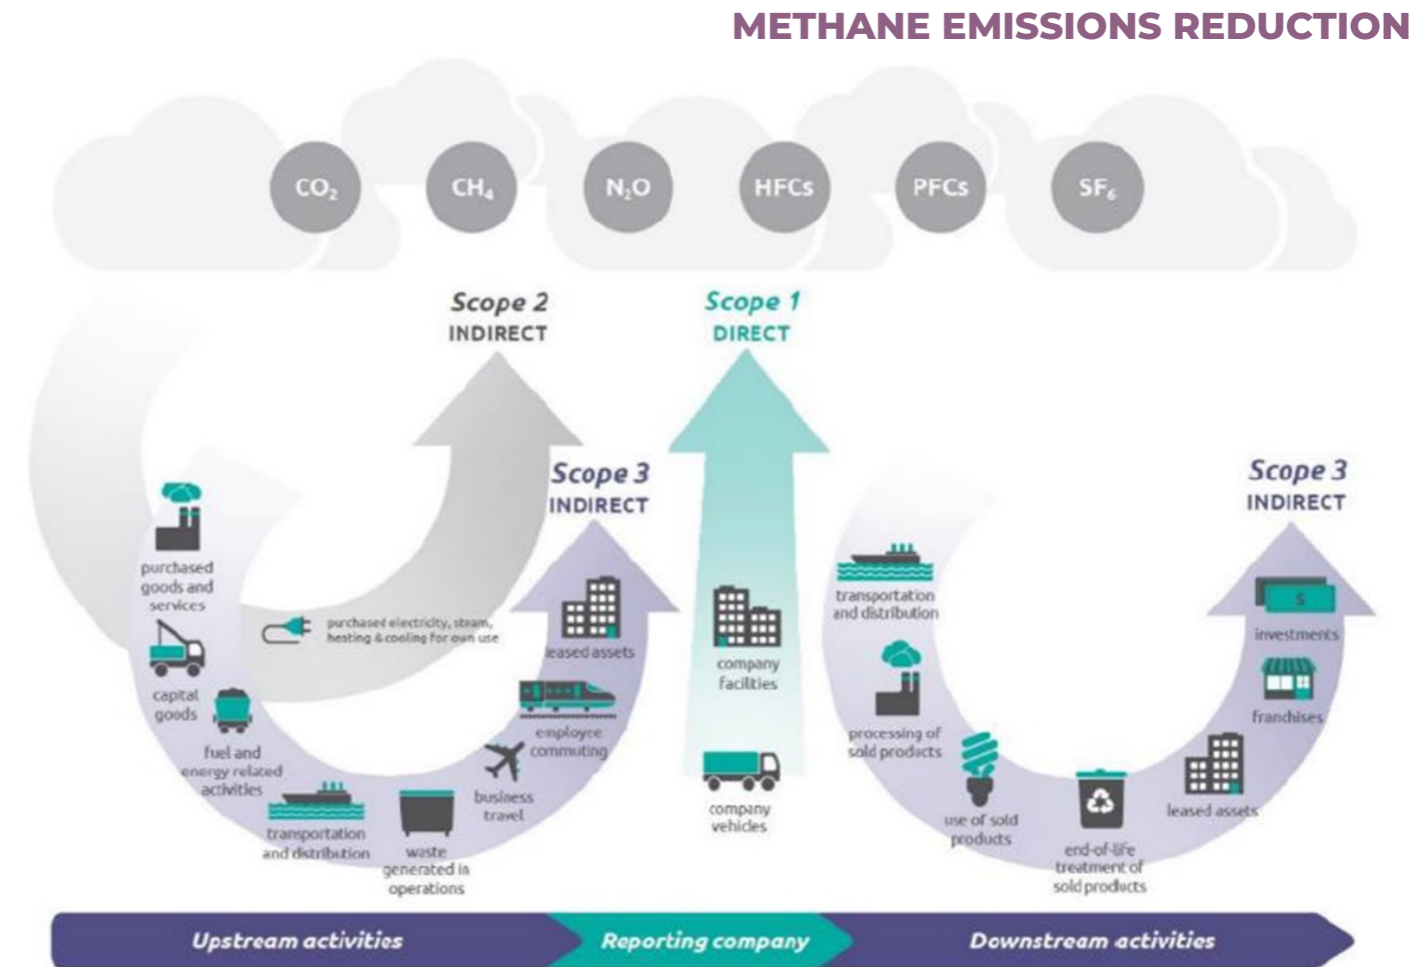 METHANE EMISSIONS REDUCTION
CO₂
CH₄
N₂O
HFCs
PFCs
SF₆
Scope 2
INDIRECT
Scope 1
DIRECT
Scope 3
INDIRECT
Scope 3
INDIRECT
purchased
goods and
services
capital
goods
fuel and
energy related
activities
transportation
and distribution
waste
generated in
operations
business
travel
employee
commuting
leased assets
purchased electricity, steam,
heating & cooling for own use
company
facilities
company
vehicles
transportation
and distribution
processing of
sold products
use of sold
products
end-of-life
treatment of
sold products
leased assets
franchises
investments
$
Upstream activities
Reporting company
Downstream activities